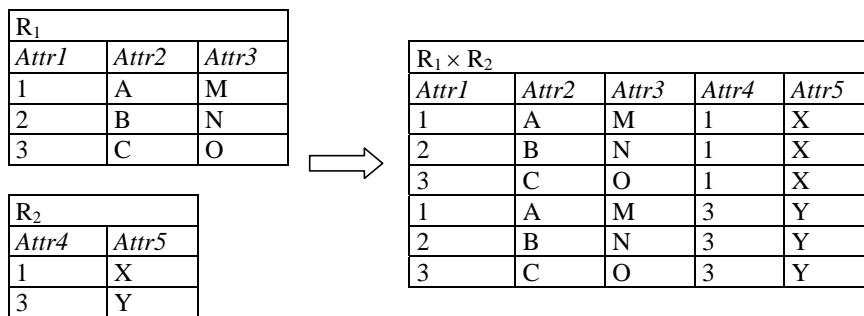 R₁
Attr1 Attr2 Attr3
1 A M
2 B N
3 C O
R₂
Attr4 Attr5
1 X
3 Y
R₁ × R₂
Attr1 Attr2 Attr3 Attr4 Attr5
1 A M 1 X
2 B N 1 X
3 C O 1 X
1 A M 3 Y
2 B N 3 Y
3 C O 3 Y